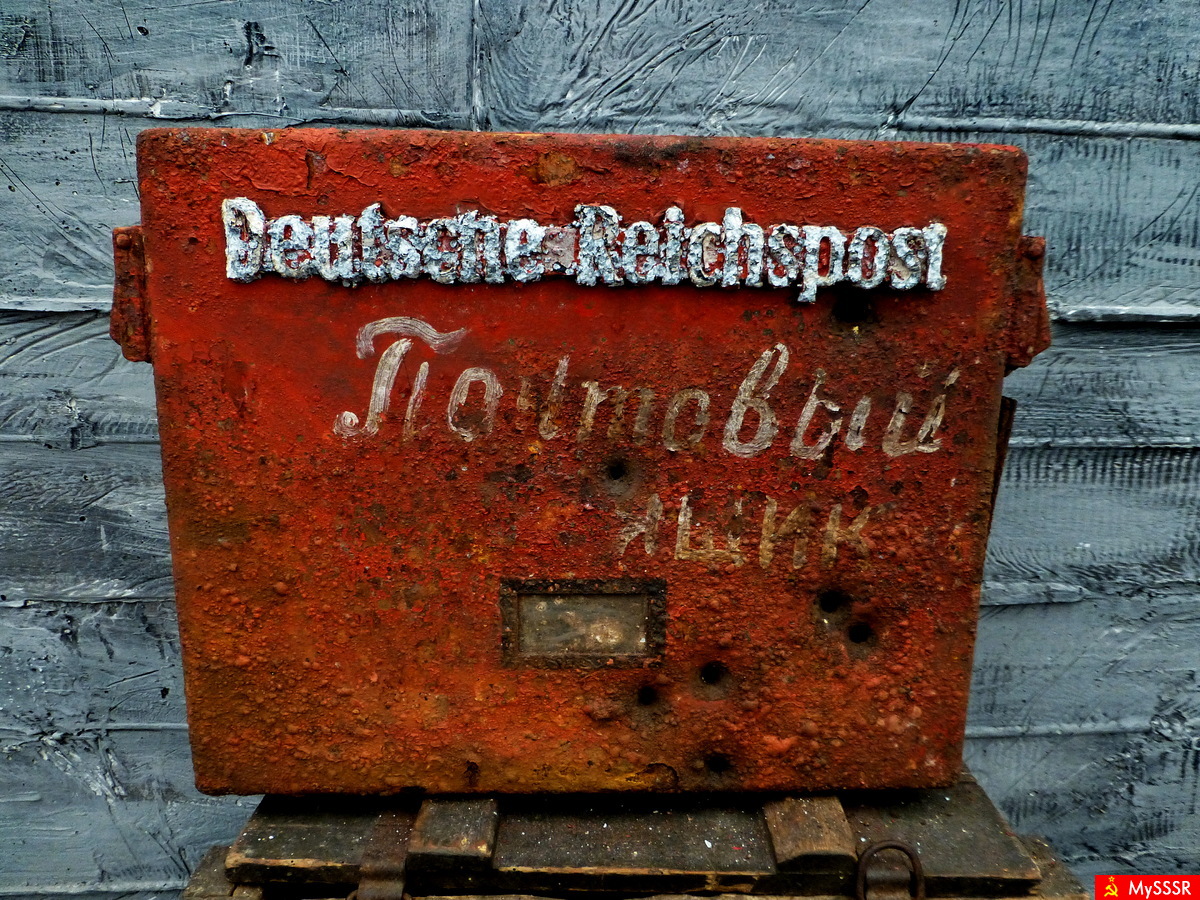 Deutsche Reichspost
Почтовый
ящик
MySSSR